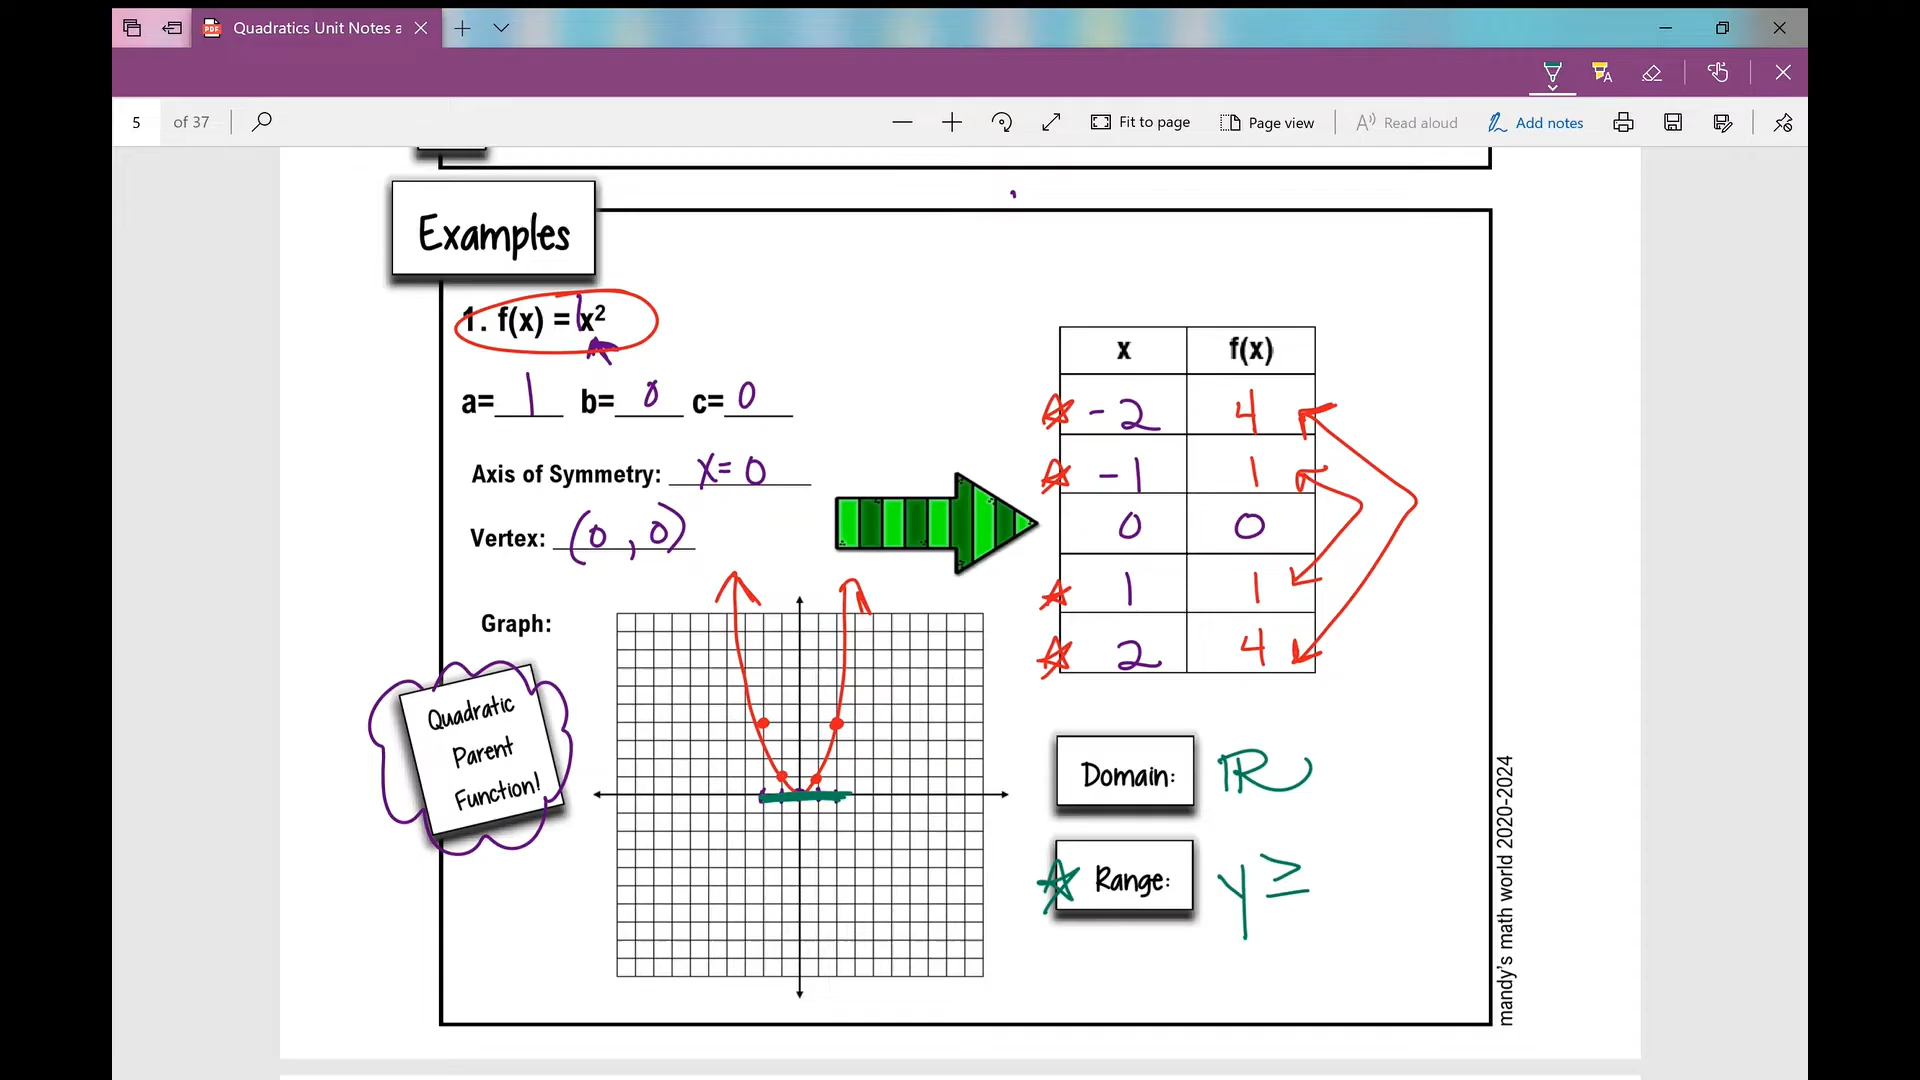 Quadratics Unit Notes a
5 of 37
Fit to page
Page view
Read aloud
Add notes
Examples
1. f(x) = 1x²
a= 1 b= 0 c= 0
Axis of Symmetry: x= 0
Vertex: (0 , 0)
Graph:
Quadratic
Parent
Function!
x f(x)
-2 4
-1 1
0 0
1 1
2 4
Domain: ℝ
Range: y ≥
mandy's math world 2020-2024